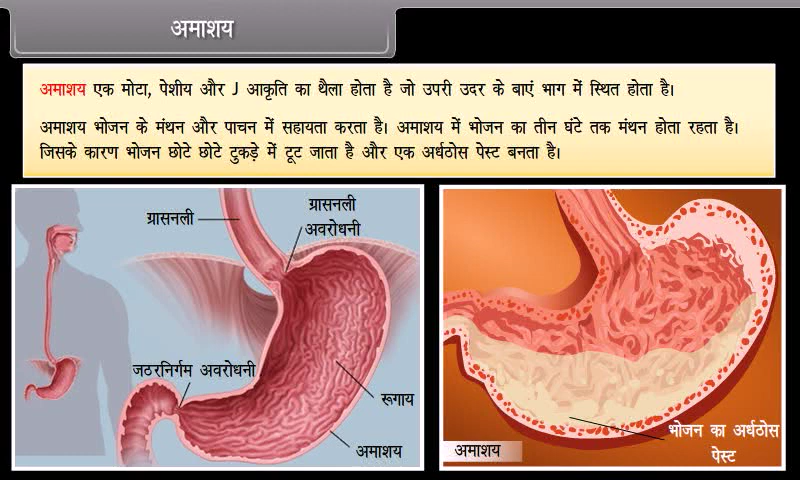 अमाशय
अमाशय एक मोटा, पेशीय और J आकृति का थैला होता है जो उपरी उदर के बाएं भाग में स्थित होता है।
अमाशय भोजन के मंथन और पाचन में सहायता करता है। अमाशय में भोजन का तीन घंटे तक मंथन होता रहता है।
जिसके कारण भोजन छोटे छोटे टुकड़े में टूट जाता है और एक अर्धठोस पेस्ट बनता है।
ग्रासनली
ग्रासनली
अवरोधनी
जठरनिर्गम अवरोधनी
रूगाय
अमाशय
भोजन का अर्धठोस
पेस्ट
अमाशय